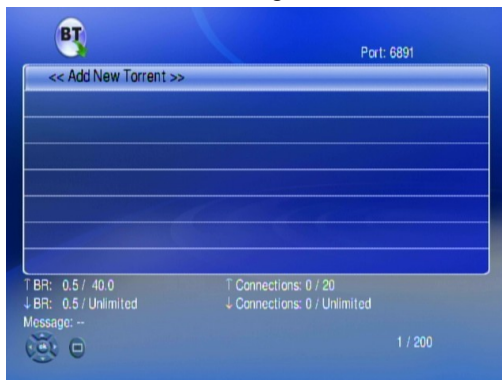 BT
Port: 6891
<< Add New Torrent >>
↑ BR: 0.5 / 40.0
↑ Connections: 0 / 20
↓ BR: 0.5 / Unlimited
↓ Connections: 0 / Unlimited
Message: --
1 / 200